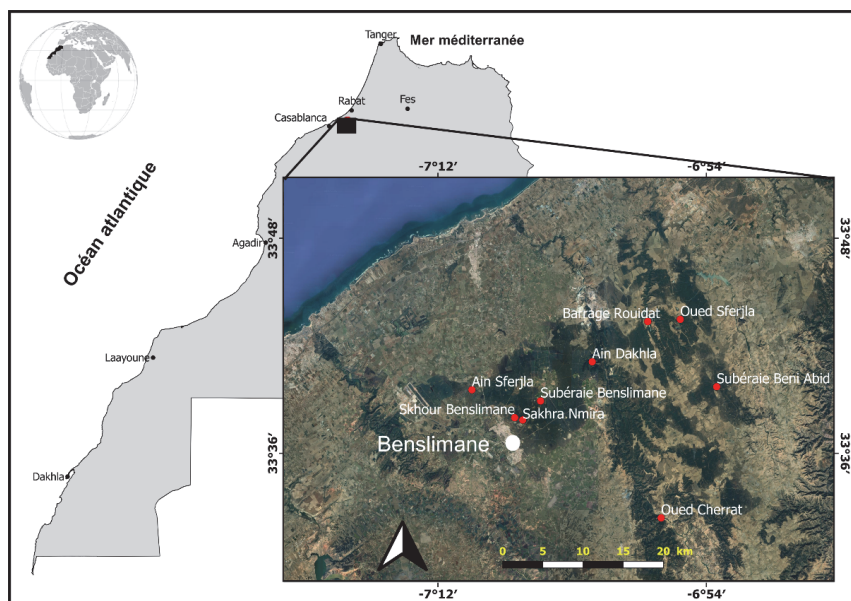 Tanger
Mer méditerranée
Rabat
Fes
Casablanca
Océan atlantique
Agadir
Laayoune
Dakhla
-7°12'
-6°54'
33°48'
33°48'
Barrage Rouidat
Oued Sferjla
Ain Dakhla
Ain Sferjla
Subéraie Beni Abid
Subéraie Benslimane
Skhour Benslimane
Sakhra Nmira
Benslimane
33°36'
33°36'
Oued Cherrat
0 5 10 15 20 km
-7°12'
-6°54'